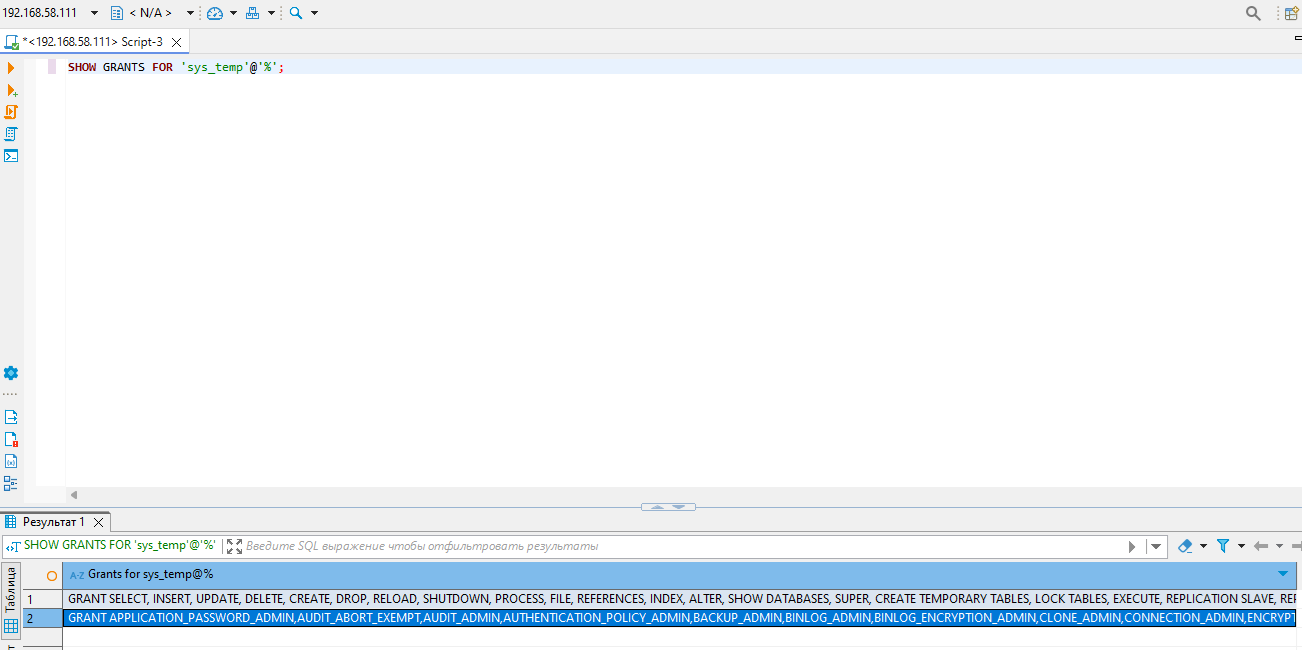 192.168.58.111 < N/A >
*<192.168.58.111> Script-3
SHOW GRANTS FOR 'sys_temp'@'%';
Результат 1
SHOW GRANTS FOR 'sys_temp'@'%' Введите SQL выражение чтобы отфильтровать результаты
Таблица
A-Z Grants for sys_temp@%
1 GRANT SELECT, INSERT, UPDATE, DELETE, CREATE, DROP, RELOAD, SHUTDOWN, PROCESS, FILE, REFERENCES, INDEX, ALTER, SHOW DATABASES, SUPER, CREATE TEMPORARY TABLES, LOCK TABLES, EXECUTE, REPLICATION SLAVE, REP
2 GRANT APPLICATION_PASSWORD_ADMIN,AUDIT_ABORT_EXEMPT,AUDIT_ADMIN,AUTHENTICATION_POLICY_ADMIN,BACKUP_ADMIN,BINLOG_ADMIN,BINLOG_ENCRYPTION_ADMIN,CLONE_ADMIN,CONNECTION_ADMIN,ENCRYPT